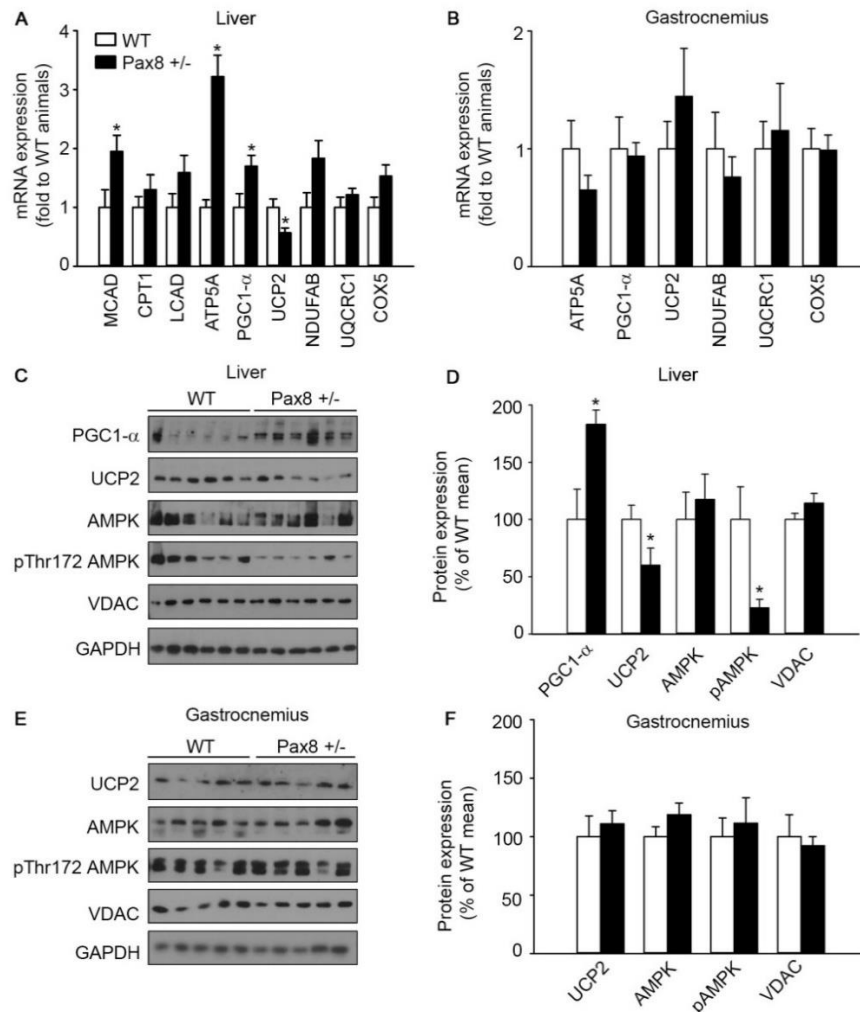 A
Liver
WT
Pax8 +/-
mRNA expression
(fold to WT animals)
4
3
2
1
0
*
*
*
*
MCAD
CPT1
LCAD
ATP5A
PGC1-α
UCP2
NDUFAB
UQCRC1
COX5
B
Gastrocnemius
mRNA expression
(fold to WT animals)
2
1
0
ATP5A
PGC1-α
UCP2
NDUFAB
UQCRC1
COX5
C
Liver
WT
Pax8 +/-
PGC1-α
UCP2
AMPK
pThr172 AMPK
VDAC
GAPDH
D
Liver
Protein expression
(% of WT mean)
200
150
100
50
0
*
*
*
PGC1-α
UCP2
AMPK
pAMPK
VDAC
E
Gastrocnemius
WT
Pax8 +/-
UCP2
AMPK
pThr172 AMPK
VDAC
GAPDH
F
Gastrocnemius
Protein expression
(% of WT mean)
200
150
100
50
0
UCP2
AMPK
pAMPK
VDAC